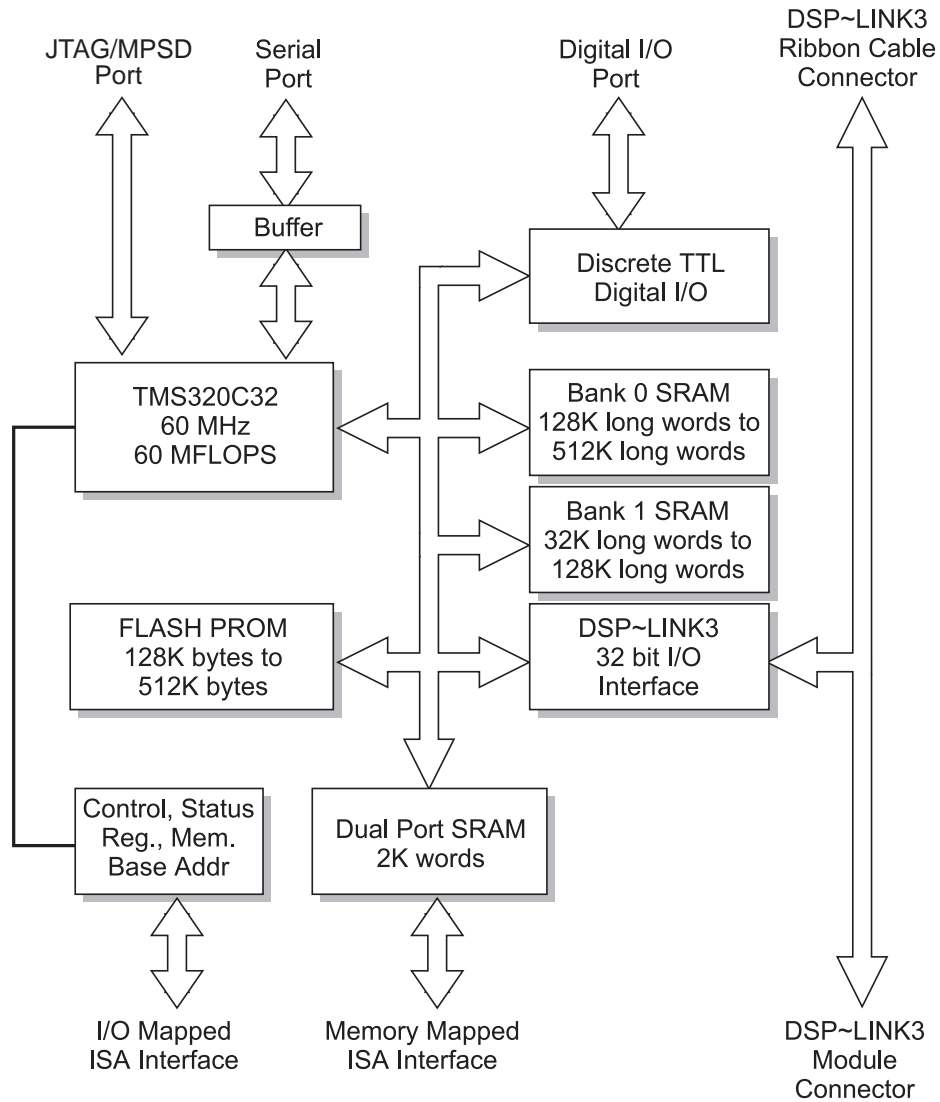 JTAG/MPSD
Port
Serial
Port
Digital I/O
Port
DSP~LINK3
Ribbon Cable
Connector
Buffer
Discrete TTL
Digital I/O
TMS320C32
60 MHz
60 MFLOPS
Bank 0 SRAM
128K long words to
512K long words
Bank 1 SRAM
32K long words to
128K long words
FLASH PROM
128K bytes to
512K bytes
DSP~LINK3
32 bit I/O
Interface
Control, Status
Reg., Mem.
Base Addr
Dual Port SRAM
2K words
I/O Mapped
ISA Interface
Memory Mapped
ISA Interface
DSP~LINK3
Module
Connector